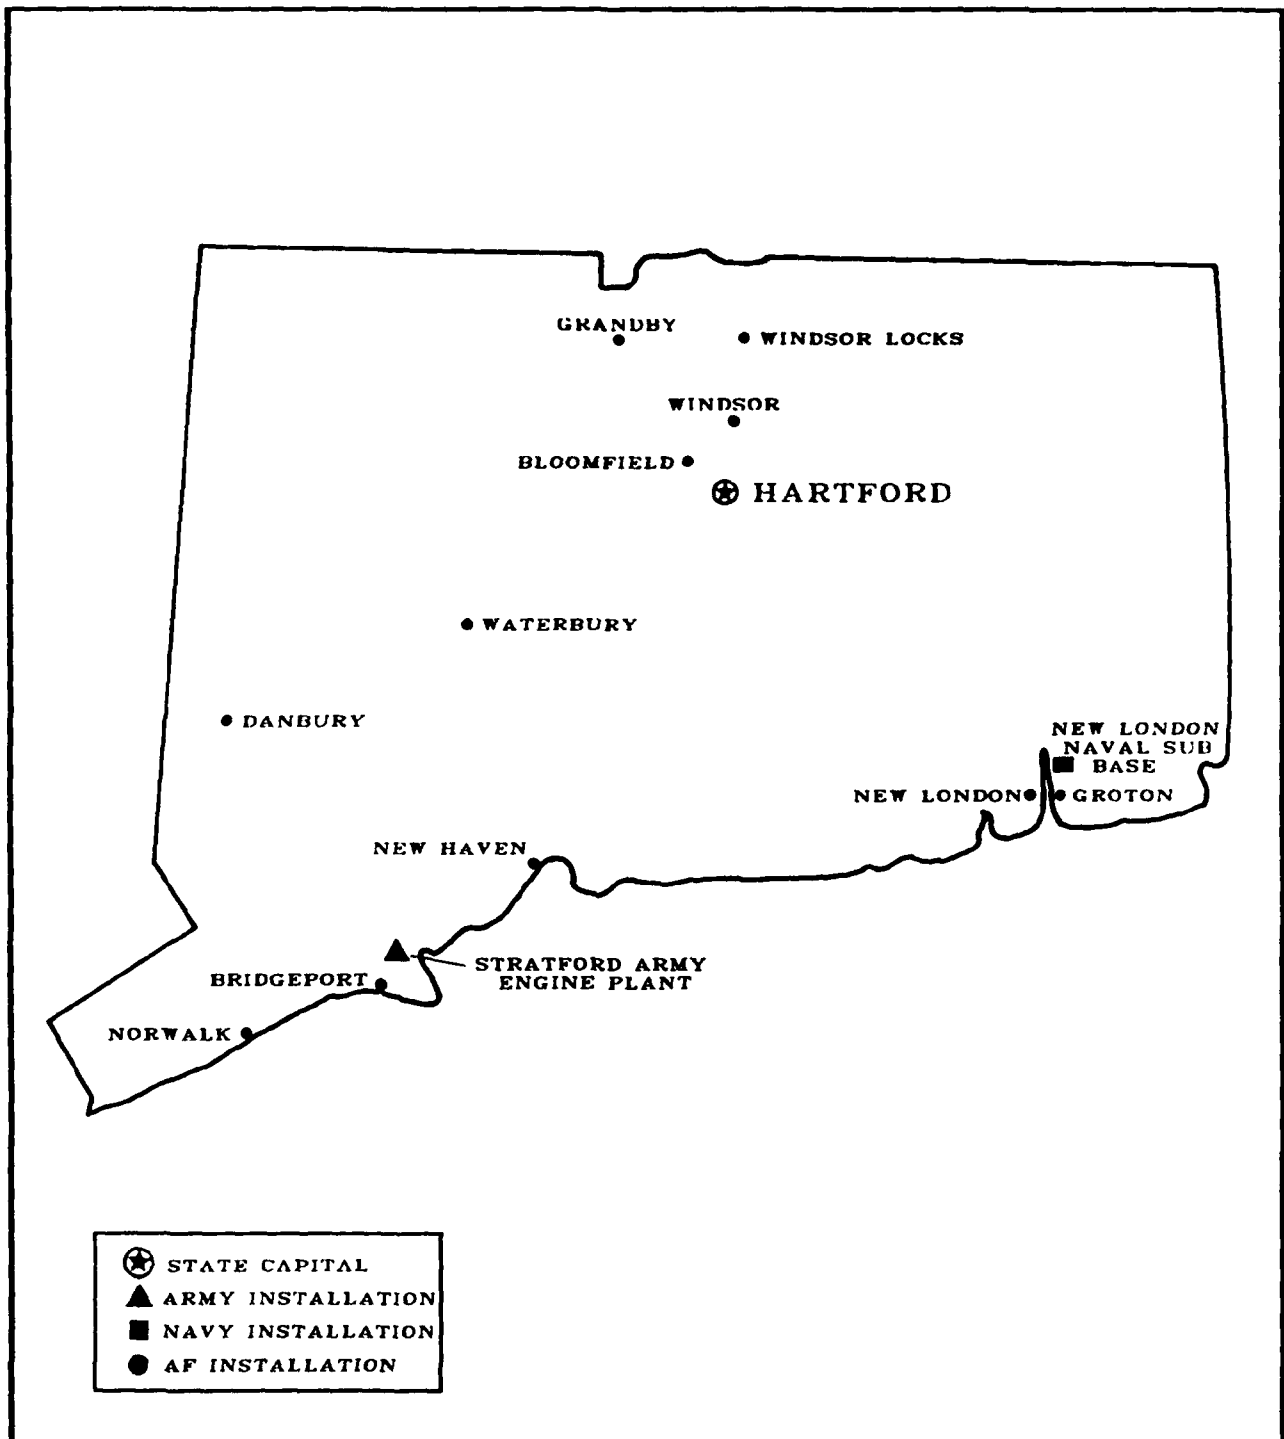 GRANDBY
WINDSOR LOCKS
WINDSOR
BLOOMFIELD
HARTFORD
WATERBURY
DANBURY
NEW LONDON
NAVAL SUB
BASE
NEW LONDON
GROTON
NEW HAVEN
STRATFORD ARMY
ENGINE PLANT
BRIDGEPORT
NORWALK
STATE CAPITAL
ARMY INSTALLATION
NAVY INSTALLATION
AF INSTALLATION